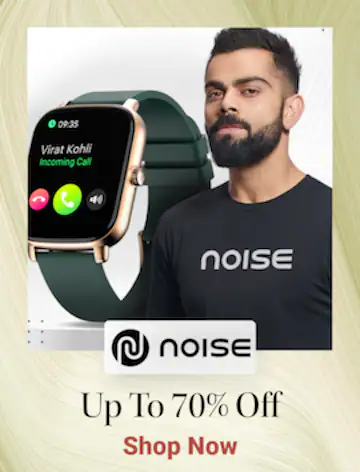 09:35
Virat Kohli
Incoming Call
NOISE
NOISE
Up To 70% Off
Shop Now